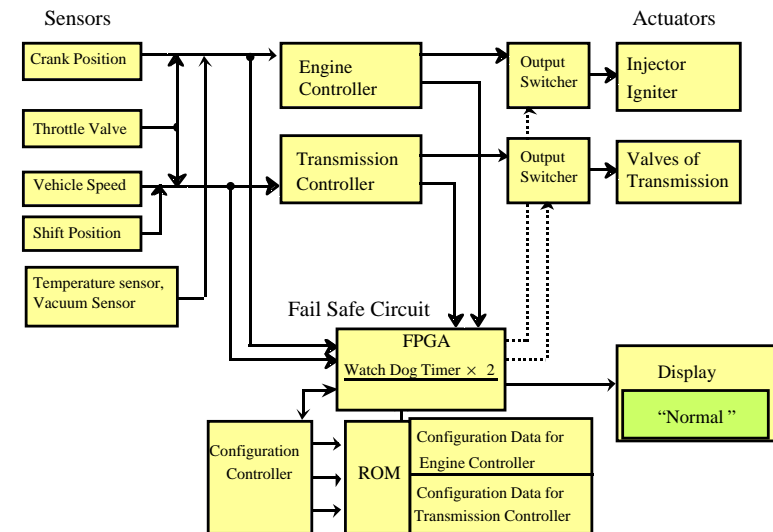 Sensors
Actuators
Crank Position
Engine
Controller
Output
Switcher
Injector
Igniter
Throttle Valve
Transmission
Controller
Output
Switcher
Valves of
Transmission
Vehicle Speed
Shift Position
Temperature sensor,
Vacuum Sensor
Fail Safe Circuit
FPGA
Watch Dog Timer × 2
Display
“Normal ”
Configuration
Controller
ROM
Configuration Data for
Engine Controller
Configuration Data for
Transmission Controller